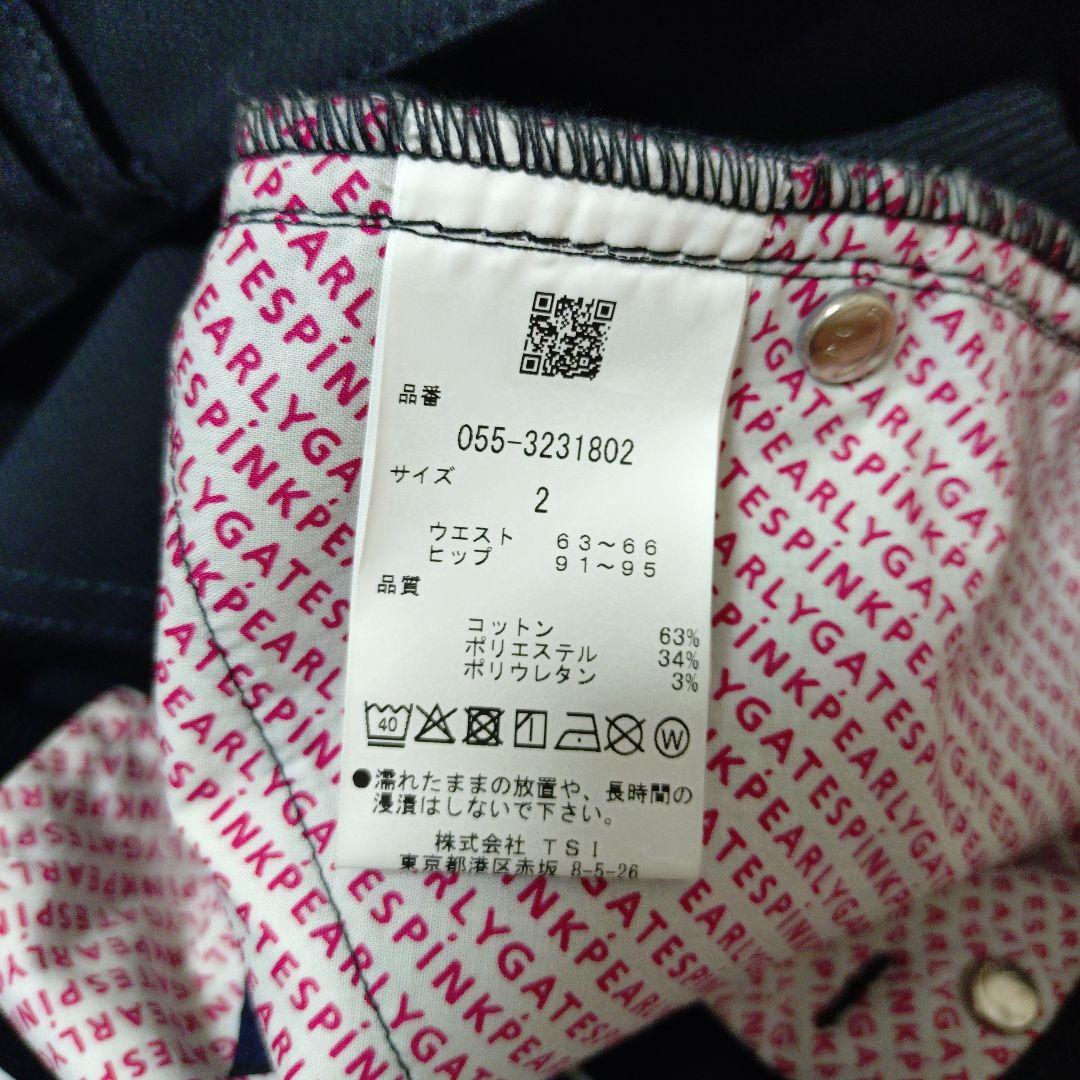 品番
055-3231802
サイズ
2
ウエスト 63～66
ヒップ 91～95
品質
コットン 63%
ポリエステル 34%
ポリウレタン 3%
40
W
●濡れたままの放置や、長時間の
浸漬はしないで下さい。
株式会社 TSI
東京都港区赤坂 8-5-26
PEARLYGATES
PINK